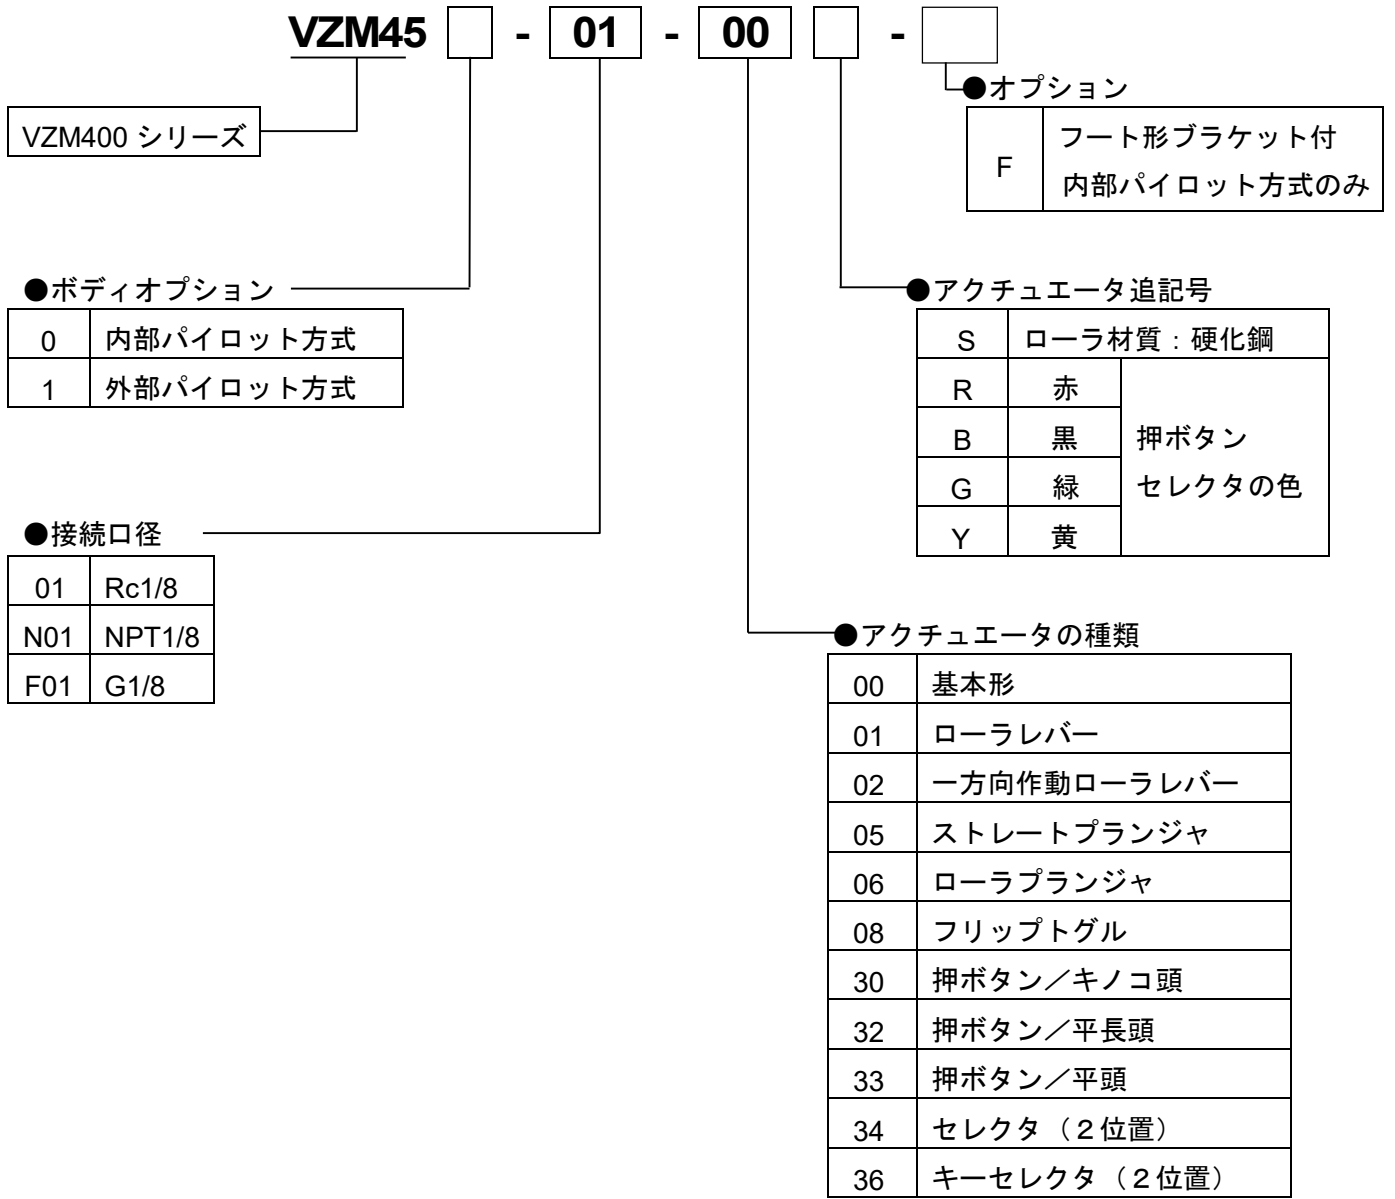 VZM45 - 01 - 00 -
VZM400 シリーズ
●オプション
F フート形ブラケット付
内部パイロット方式のみ
●ボディオプション
0 内部パイロット方式
1 外部パイロット方式
●アクチュエータ追記号
S ローラ材質：硬化鋼
R 赤
B 黒
G 緑
Y 黄
押ボタン
セレクタの色
●接続口径
01 Rc1/8
N01 NPT1/8
F01 G1/8
●アクチュエータの種類
00 基本形
01 ローラレバー
02 一方向作動ローラレバー
05 ストレートプランジャ
06 ローラプランジャ
08 フリップトグル
30 押ボタン／キノコ頭
32 押ボタン／平長頭
33 押ボタン／平頭
34 セレクタ（２位置）
36 キーセレクタ（２位置）